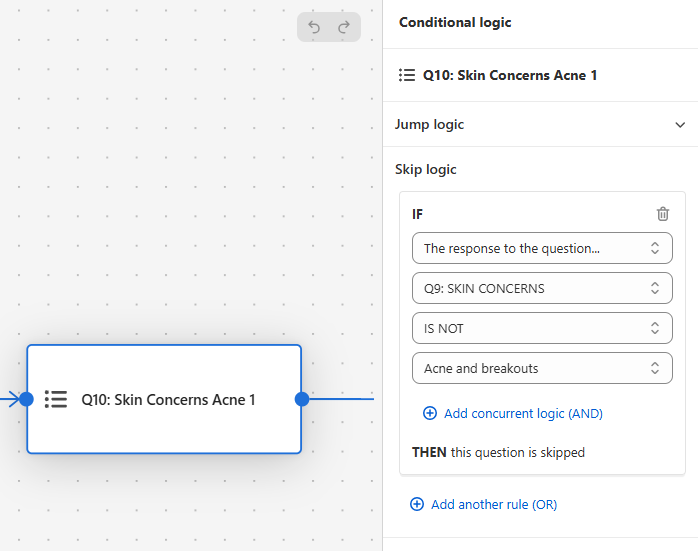 Conditional logic
Q10: Skin Concerns Acne 1
Jump logic
Skip logic
IF
The response to the question...
Q9: SKIN CONCERNS
IS NOT
Acne and breakouts
Add concurrent logic (AND)
THEN this question is skipped
Add another rule (OR)
Q10: Skin Concerns Acne 1